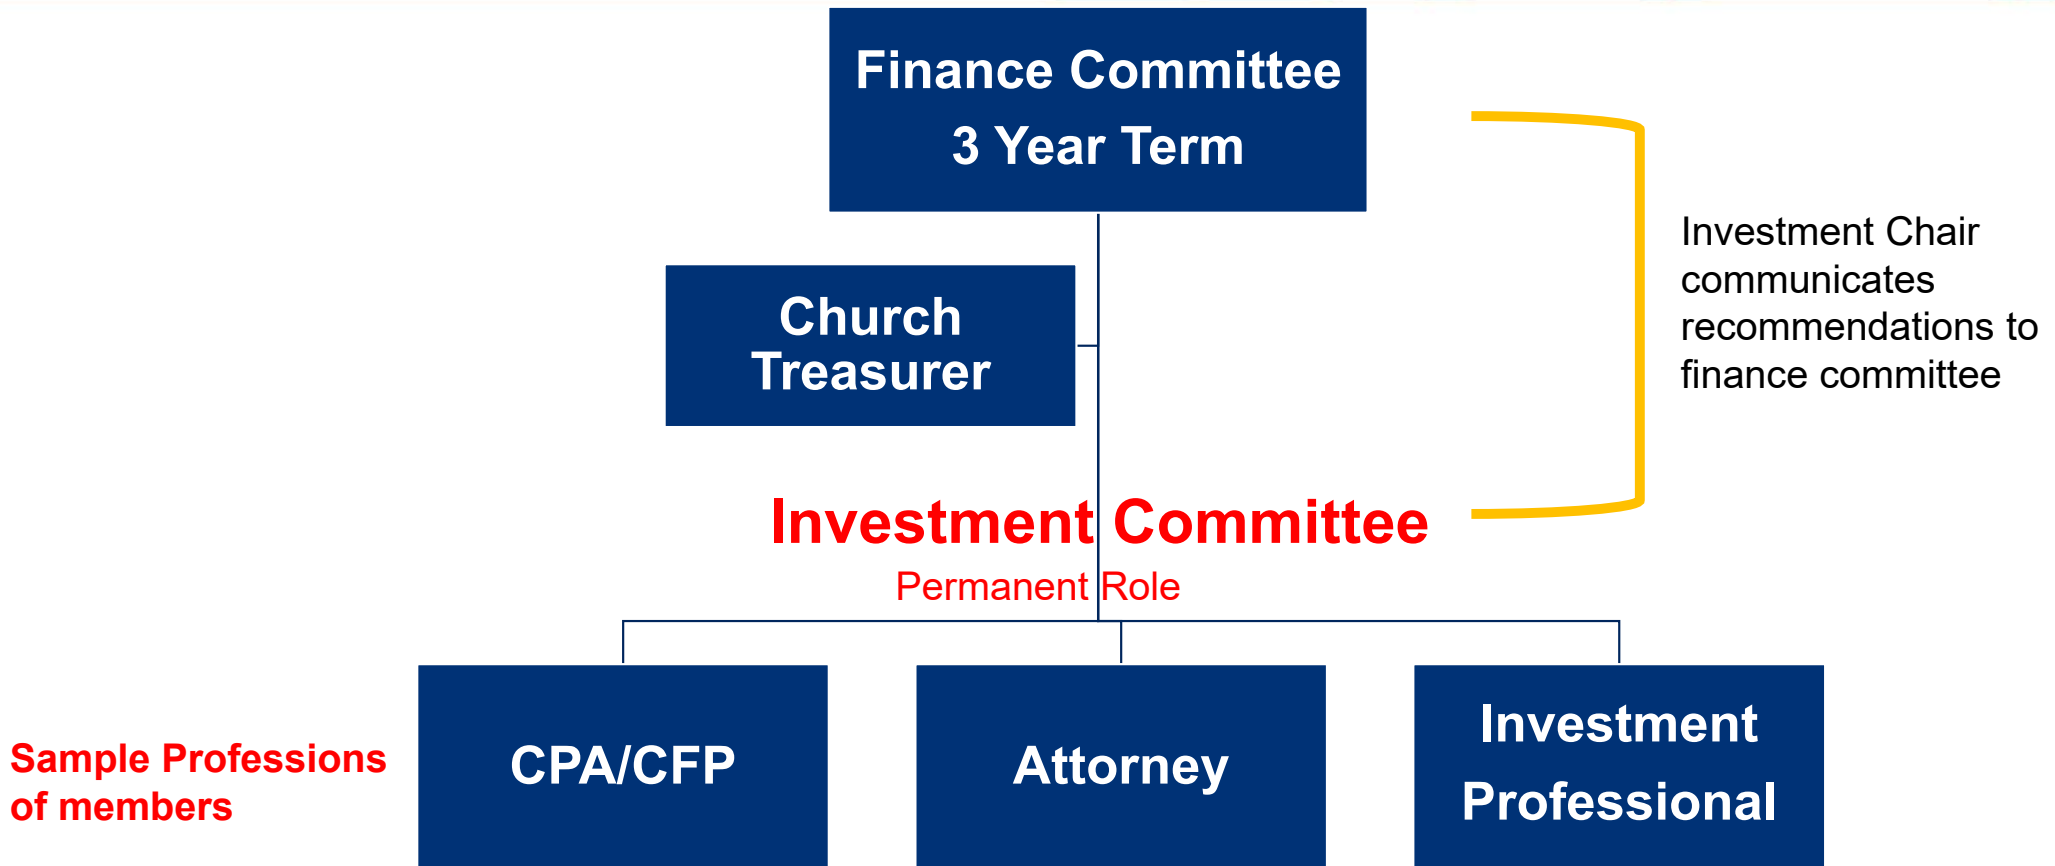 Finance Committee
3 Year Term
Church
Treasurer
Investment Chair
communicates
recommendations to
finance committee
Investment Committee
Permanent Role
Sample Professions
of members
CPA/CFP
Attorney
Investment
Professional